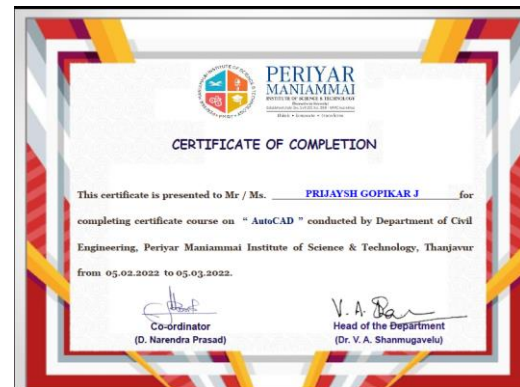 PERIYAR
MANIAMMAI
INSTITUTE OF SCIENCE & TECHNOLOGY
CERTIFICATE OF COMPLETION
This certificate is presented to Mr / Ms. PRIJAYSH GOPIKAR J for
completing certificate course on “ AutoCAD ” conducted by Department of Civil
Engineering, Periyar Maniammai Institute of Science & Technology, Thanjavur
from 05.02.2022 to 05.03.2022.
V. A.
Co-ordinator
(D. Narendra Prasad)
Head of the Department
(Dr. V. A. Shanmugavelu)